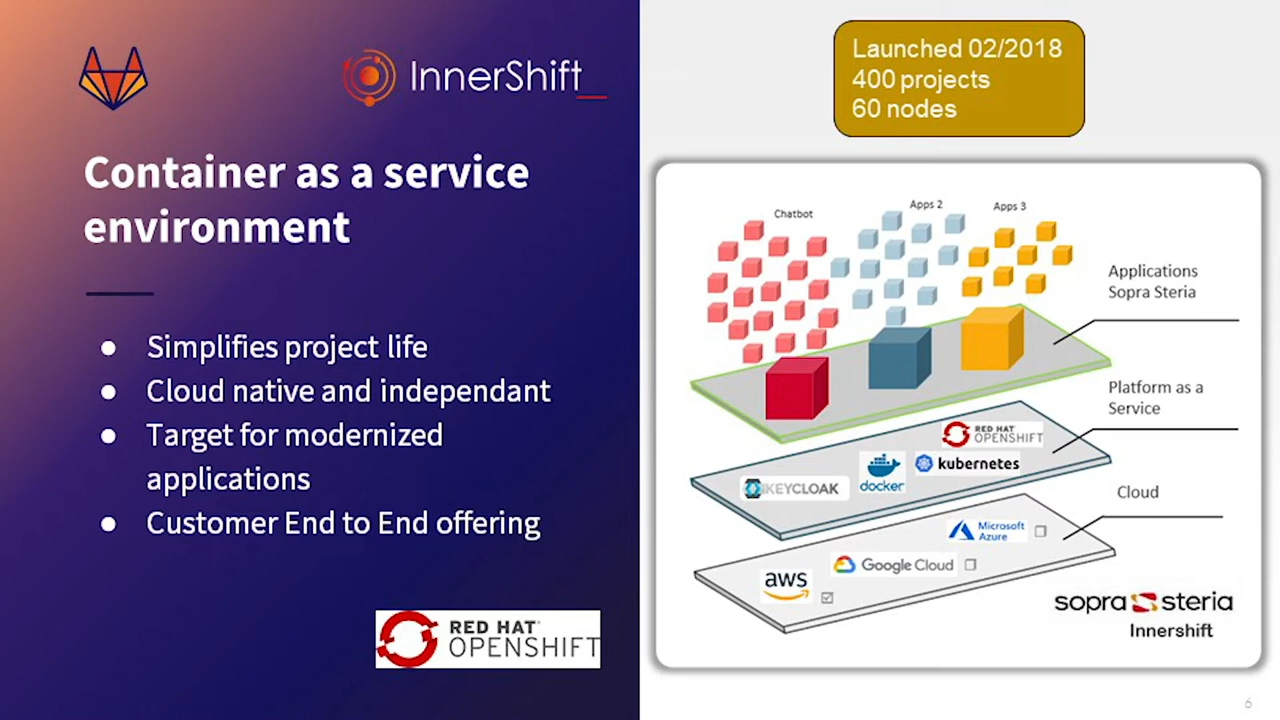 InnerShift_
Container as a service
environment
● Simplifies project life
● Cloud native and independant
● Target for modernized
applications
● Customer End to End offering
RED HAT
OPENSHIFT
Launched 02/2018
400 projects
60 nodes
Chatbot
Apps 2
Apps 3
Applications
Sopra Steria
Platform as a
Service
RED HAT
OPENSHIFT
kubernetes
docker
KEYCLOAK
Cloud
Microsoft
Azure
Google Cloud
aws
sopra steria
Innershift
6